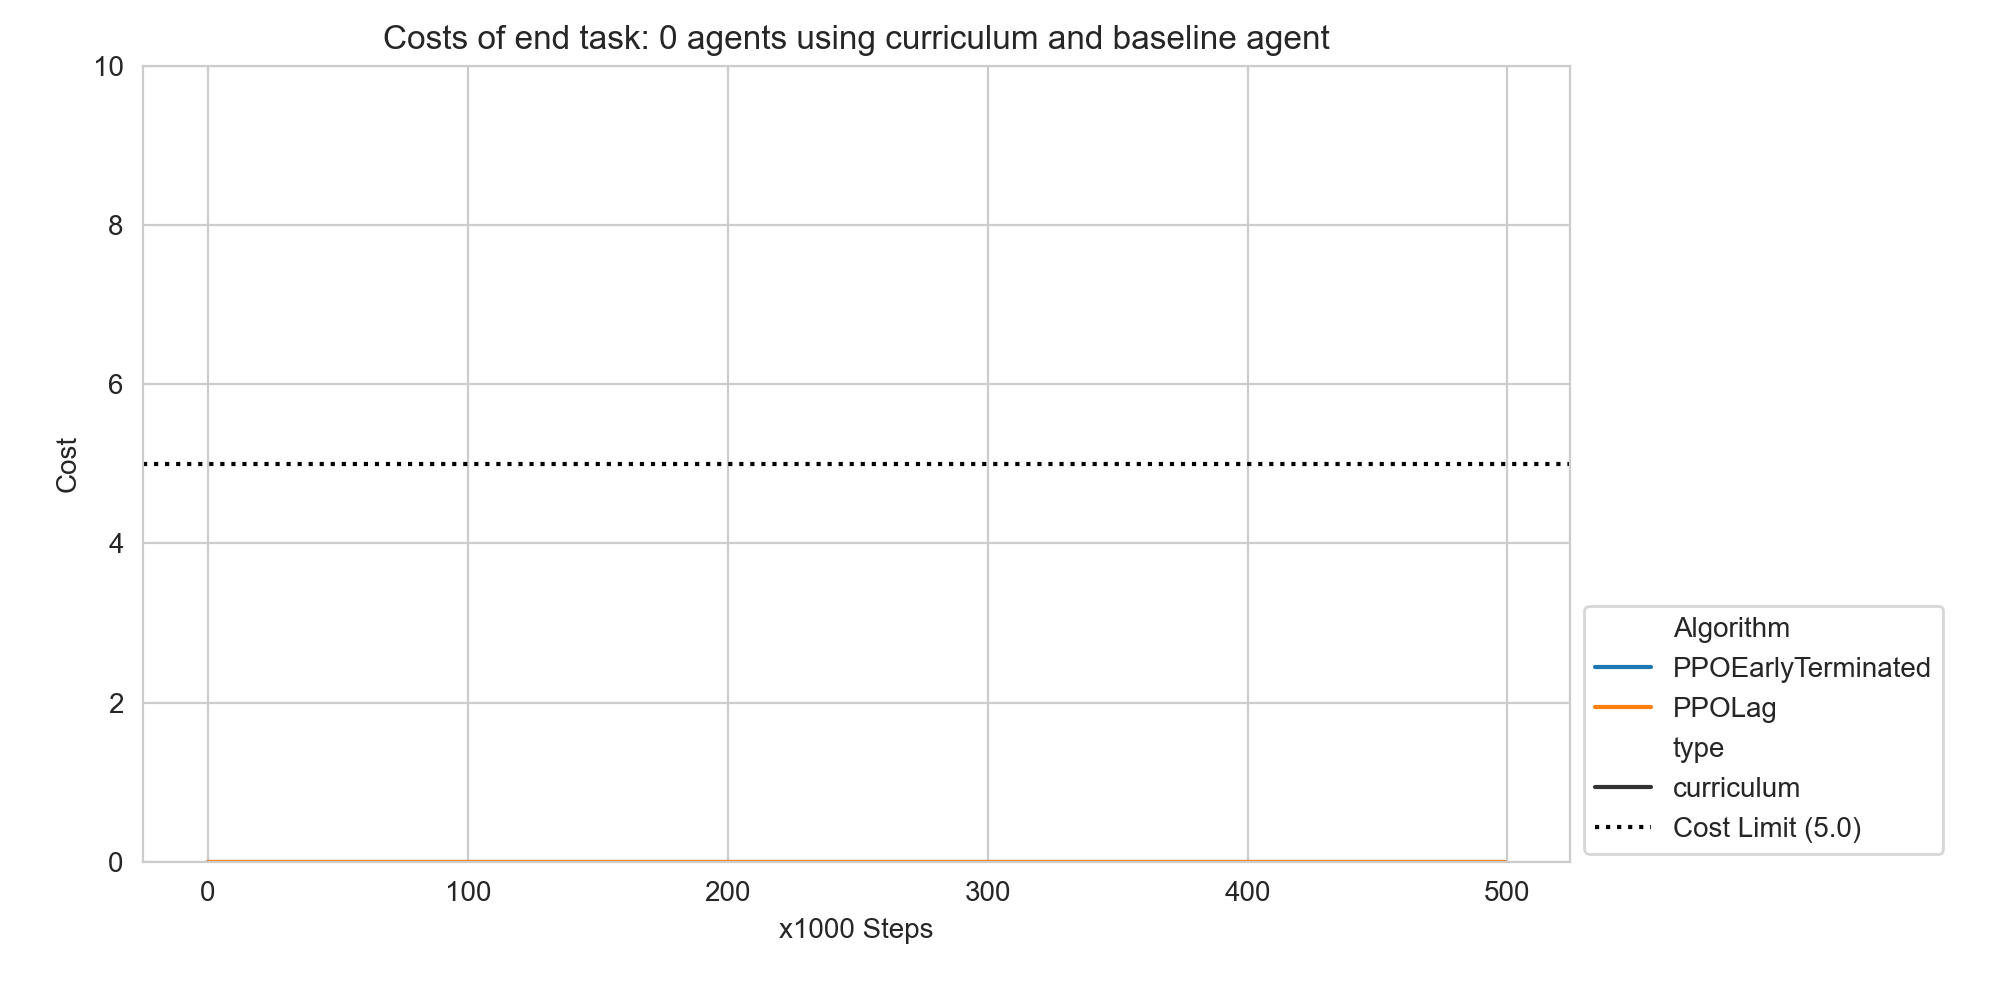 Costs of end task: 0 agents using curriculum and baseline agent
10
8
6
4
2
0
Cost
0 100 200 300 400 500
x1000 Steps
Algorithm
PPOEarlyTerminated
PPOLag
type
curriculum
Cost Limit (5.0)